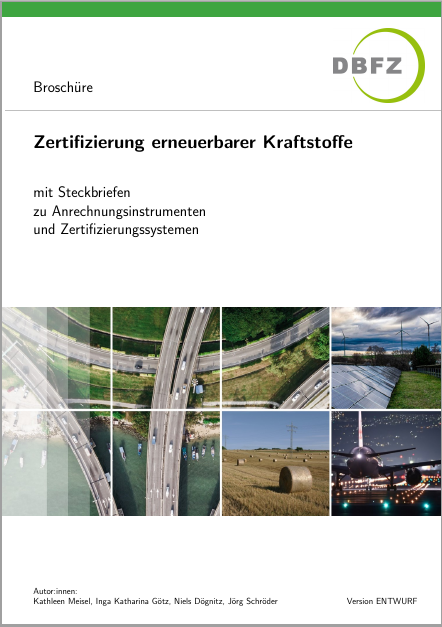 DBFZ
Broschüre
Zertifizierung erneuerbarer Kraftstoffe
mit Steckbriefen
zu Anrechnungsinstrumenten
und Zertifizierungssystemen
Autor:innen:
Kathleen Meisel, Inga Katharina Götz, Niels Dögnitz, Jörg Schröder
Version ENTWURF